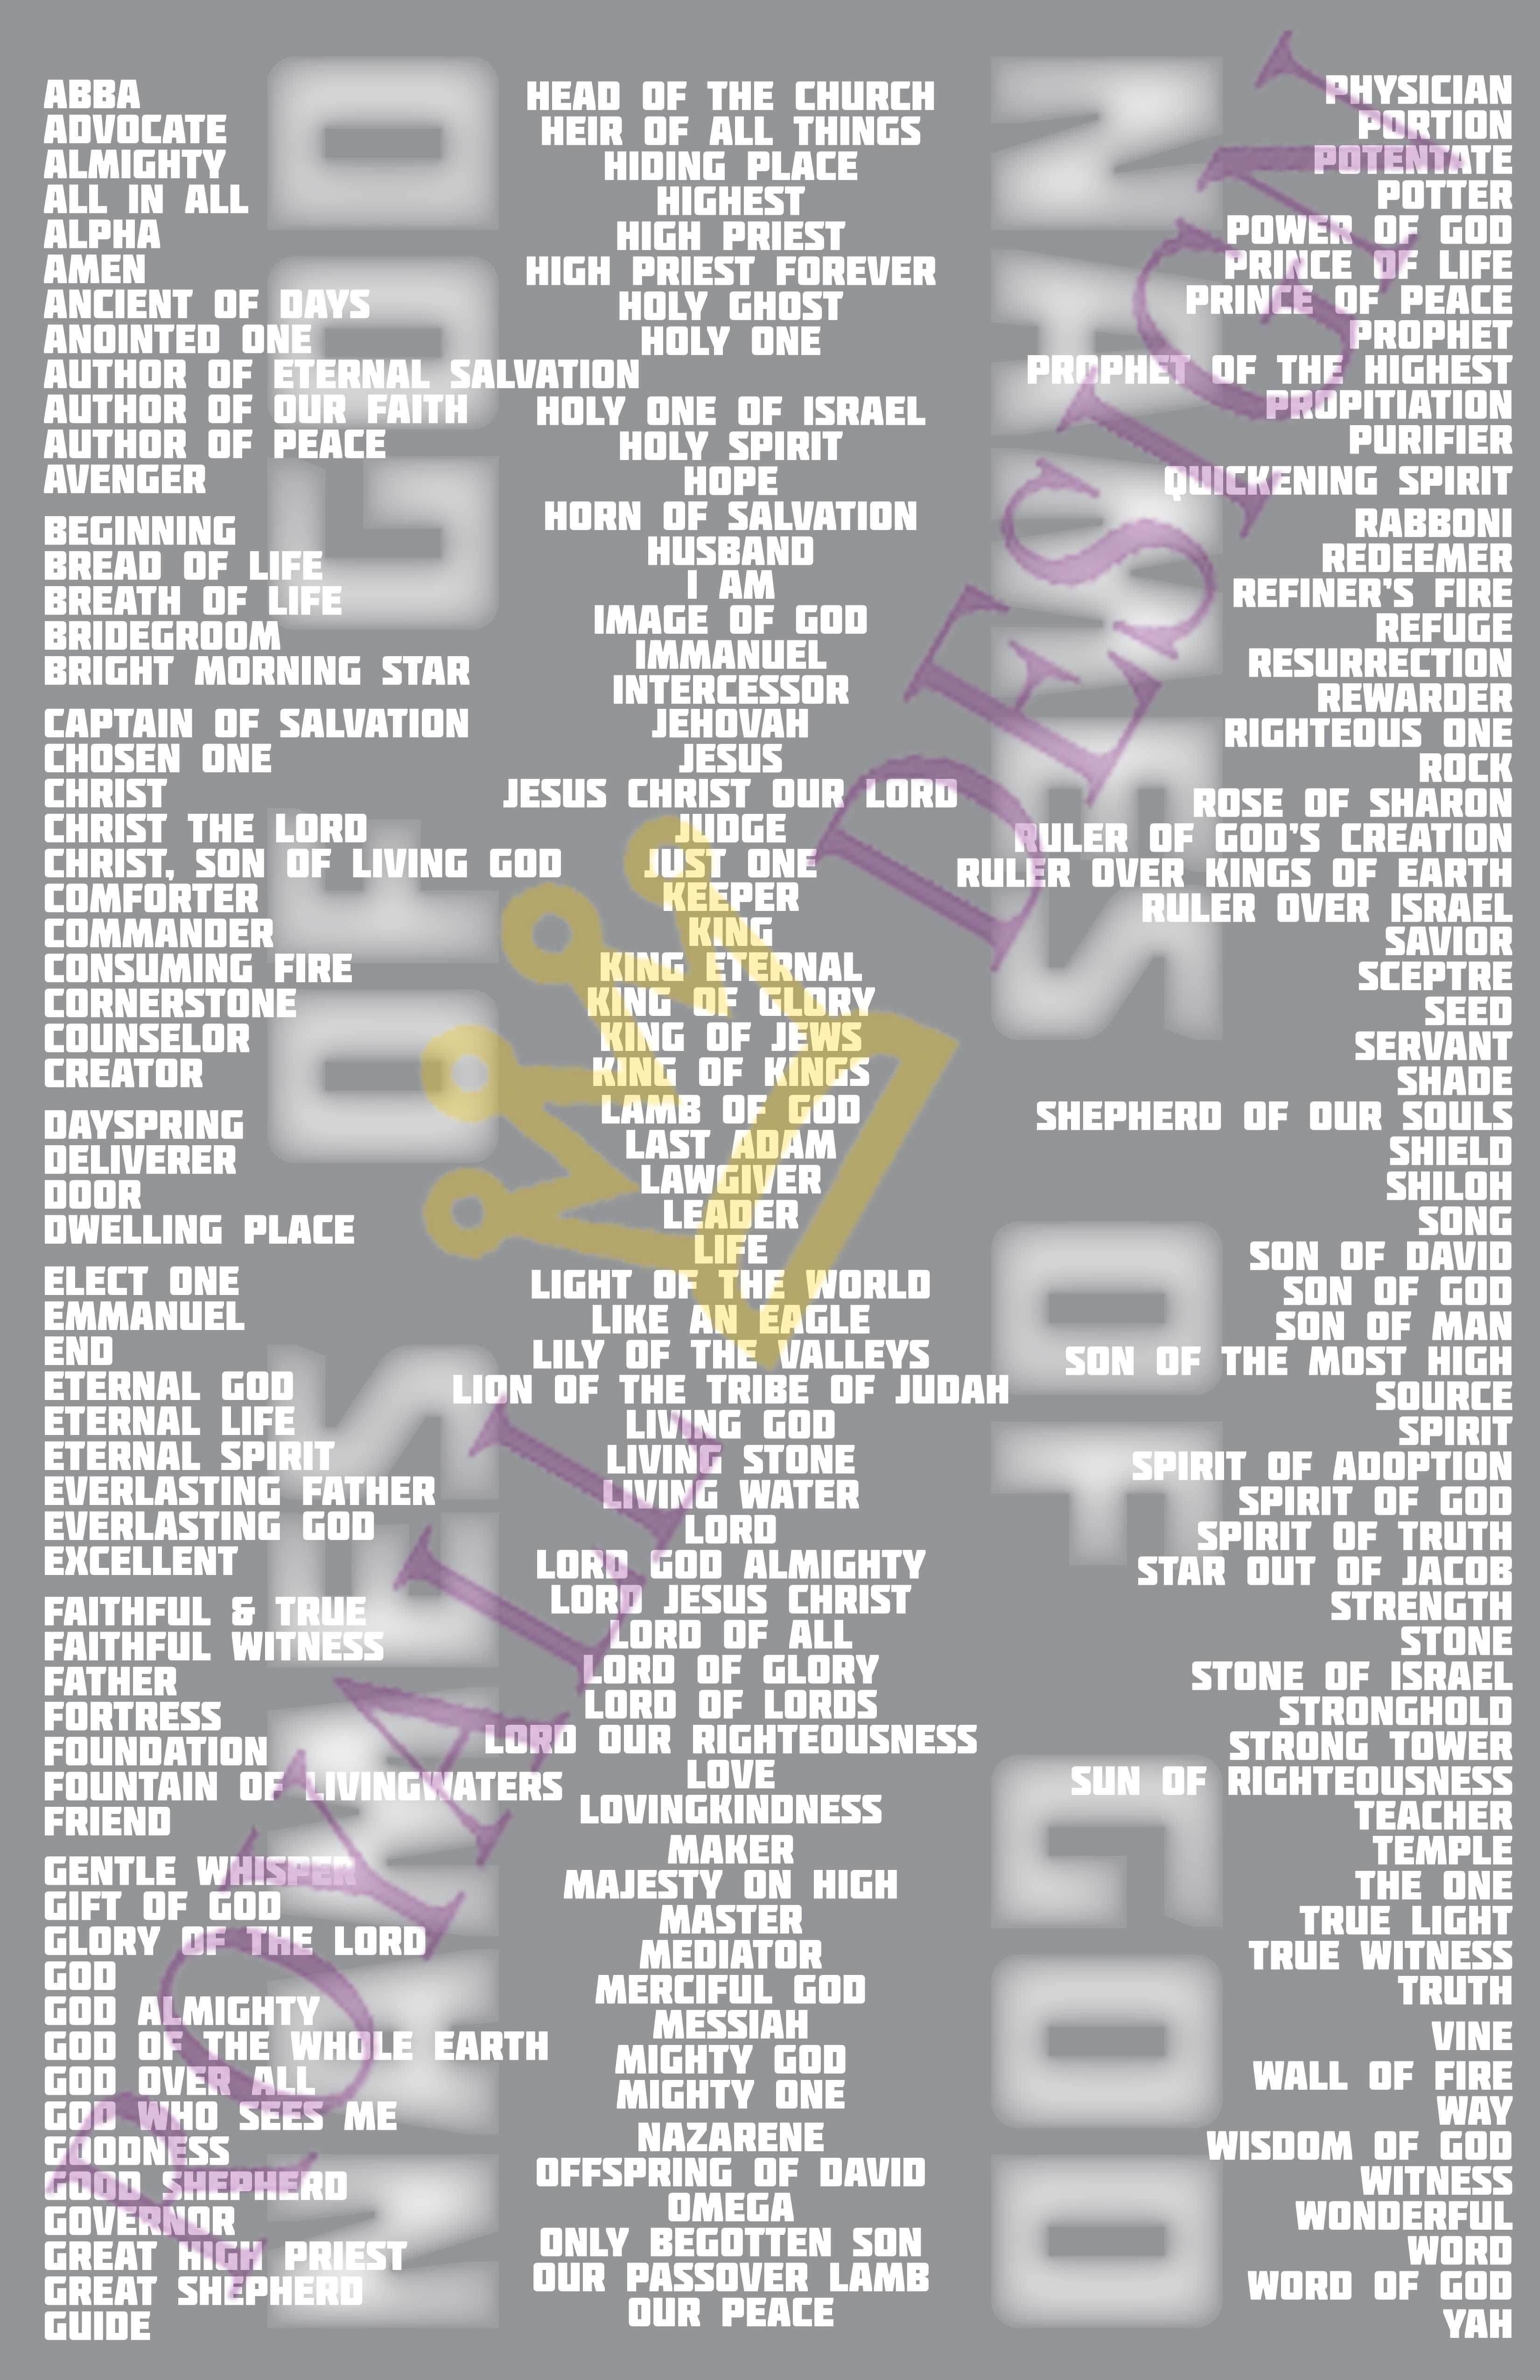 ABBA
ADVOCATE
ALMIGHTY
ALL IN ALL
ALPHA
AMEN
ANCIENT OF DAYS
ANOINTED ONE
AUTHOR OF ETERNAL SALVATION
AUTHOR OF OUR FAITH
AUTHOR OF PEACE
AVENGER
BEGINNING
BREAD OF LIFE
BREATH OF LIFE
BRIDEGROOM
BRIGHT MORNING STAR
CAPTAIN OF SALVATION
CHOSEN ONE
CHRIST
CHRIST THE LORD
CHRIST, SON OF LIVING GOD
COMFORTER
COMMANDER
CONSUMING FIRE
CORNERSTONE
COUNSELOR
CREATOR
DAYSPRING
DELIVERER
DOOR
DWELLING PLACE
ELECT ONE
EMMANUEL
END
ETERNAL GOD
ETERNAL LIFE
ETERNAL SPIRIT
EVERLASTING FATHER
EVERLASTING GOD
EXCELLENT
FAITHFUL & TRUE
FAITHFUL WITNESS
FATHER
FORTRESS
FOUNDATION
FOUNTAIN OF LIVINGWATERS
FRIEND
GENTLE WHISPER
GIFT OF GOD
GLORY OF THE LORD
GOD
GOD ALMIGHTY
GOD OF THE WHOLE EARTH
GOD OVER ALL
GOD WHO SEES ME
GOODNESS
GOOD SHEPHERD
GOVERNOR
GREAT HIGH PRIEST
GREAT SHEPHERD
GUIDE
HEAD OF THE CHURCH
HEIR OF ALL THINGS
HIDING PLACE
HIGHEST
HIGH PRIEST
HIGH PRIEST FOREVER
HOLY GHOST
HOLY ONE
HOLY ONE OF ISRAEL
HOLY SPIRIT
HOPE
HORN OF SALVATION
HUSBAND
I AM
IMAGE OF GOD
IMMANUEL
INTERCESSOR
JEHOVAH
JESUS
JESUS CHRIST OUR LORD
JUDGE
JUST ONE
KEEPER
KING
KING ETERNAL
KING OF GLORY
KING OF JEWS
KING OF KINGS
LAMB OF GOD
LAST ADAM
LAWGIVER
LEADER
LIFE
LIGHT OF THE WORLD
LIKE AN EAGLE
LILY OF THE VALLEYS
LION OF THE TRIBE OF JUDAH
LIVING GOD
LIVING STONE
LIVING WATER
LORD
LORD GOD ALMIGHTY
LORD JESUS CHRIST
LORD OF ALL
LORD OF GLORY
LORD OF LORDS
LORD OUR RIGHTEOUSNESS
LOVE
LOVINGKINDNESS
MAKER
MAJESTY ON HIGH
MASTER
MEDIATOR
MERCIFUL GOD
MESSIAH
MIGHTY GOD
MIGHTY ONE
NAZARENE
OFFSPRING OF DAVID
OMEGA
ONLY BEGOTTEN SON
OUR PASSOVER LAMB
OUR PEACE
PHYSICIAN
PORTION
POTENTATE
POTTER
POWER OF GOD
PRINCE OF LIFE
PRINCE OF PEACE
PROPHET
PROPHET OF THE HIGHEST
PROPITIATION
PURIFIER
QUICKENING SPIRIT
RABBONI
REDEEMER
REFINER'S FIRE
REFUGE
RESURRECTION
REWARDER
RIGHTEOUS ONE
ROCK
ROSE OF SHARON
RULER OF GOD'S CREATION
RULER OVER KINGS OF EARTH
RULER OVER ISRAEL
SAVIOR
SCEPTRE
SEED
SERVANT
SHADE
SHEPHERD OF OUR SOULS
SHIELD
SHILOH
SONG
SON OF DAVID
SON OF GOD
SON OF MAN
SON OF THE MOST HIGH
SOURCE
SPIRIT
SPIRIT OF ADOPTION
SPIRIT OF GOD
SPIRIT OF TRUTH
STAR OUT OF JACOB
STRENGTH
STONE
STONE OF ISRAEL
STRONGHOLD
STRONG TOWER
SUN OF RIGHTEOUSNESS
TEACHER
TEMPLE
THE ONE
TRUE LIGHT
TRUE WITNESS
TRUTH
VINE
WALL OF FIRE
WAY
WISDOM OF GOD
WITNESS
WONDERFUL
WORD
WORD OF GOD
YAH
NAMES OF GOD
NAMES OF GOD
ROYALL DESIGN